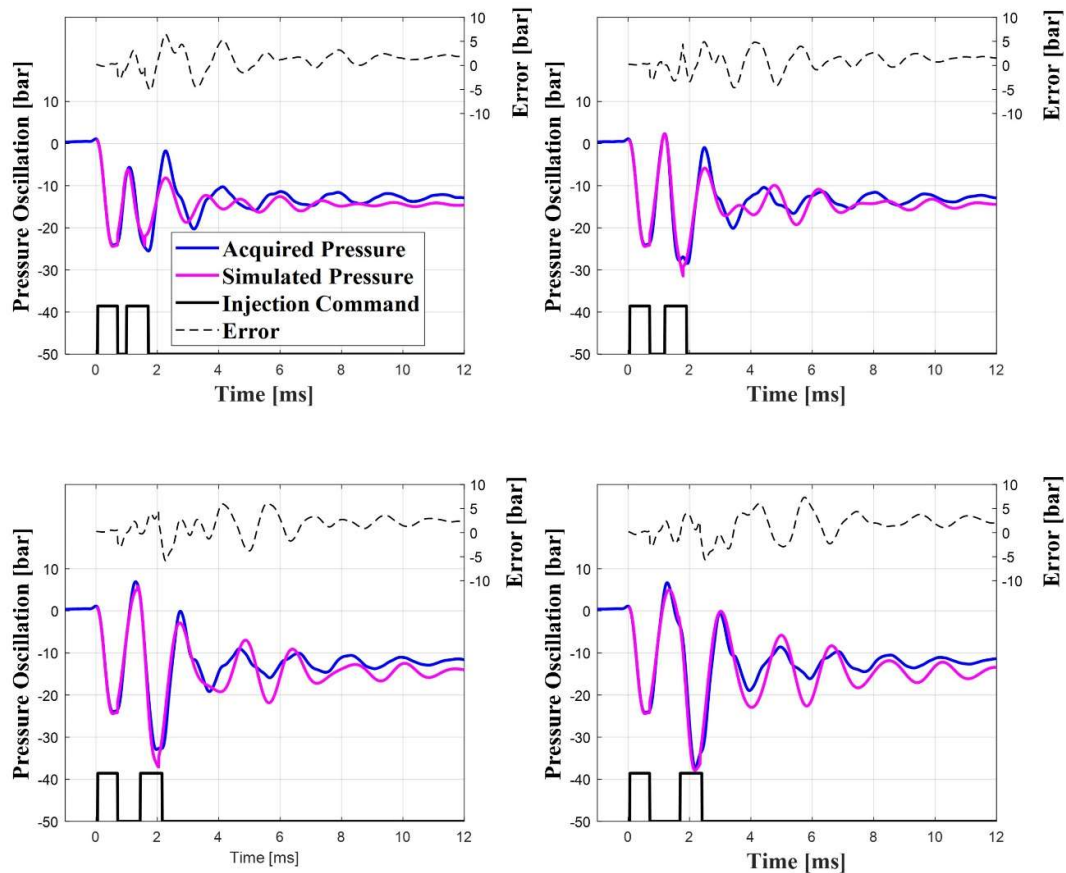 10
5
0
-5
-10
Error [bar]
10
0
-10
-20
-30
-40
-50
Pressure Oscillation [bar]
Acquired Pressure
Simulated Pressure
Injection Command
Error
0 2 4 6 8 10 12
Time [ms]
10
5
0
-5
-10
Error [bar]
10
0
-10
-20
-30
-40
-50
Pressure Oscillation [bar]
0 2 4 6 8 10 12
Time [ms]
10
5
0
-5
-10
Error [bar]
10
0
-10
-20
-30
-40
-50
Pressure Oscillation [bar]
0 2 4 6 8 10 12
Time [ms]
10
5
0
-5
-10
Error [bar]
10
0
-10
-20
-30
-40
-50
Pressure Oscillation [bar]
0 2 4 6 8 10 12
Time [ms]